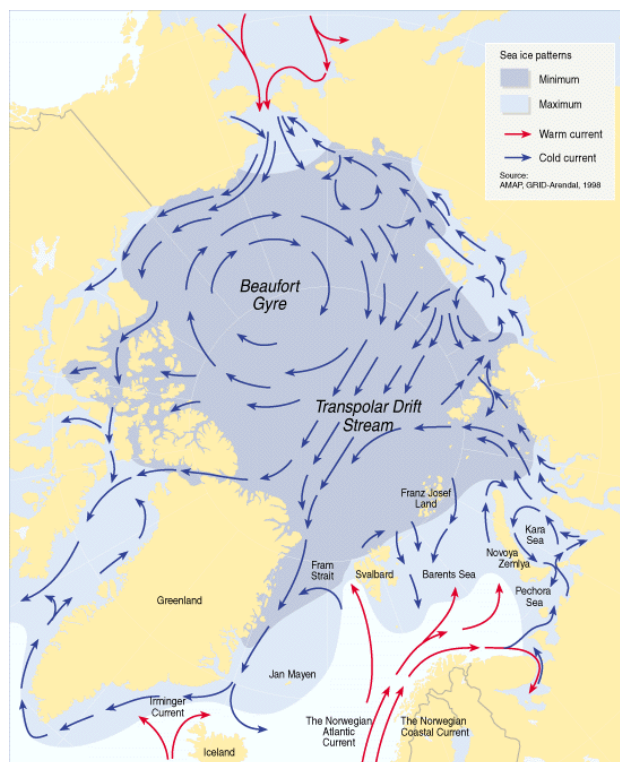 Sea ice patterns
Minimum
Maximum
Warm current
Cold current
Source:
AMAP, GRID-Arendal, 1998
Beaufort
Gyre
Transpolar Drift
Stream
Franz Josef
Land
Kara
Sea
Fram
Strait
Svalbard
Barents Sea
Novoya
Zemlya
Pechora
Sea
Greenland
Jan Mayen
Irminger
Current
The Norwegian
Atlantic
Current
The Norwegian
Coastal Current
Iceland